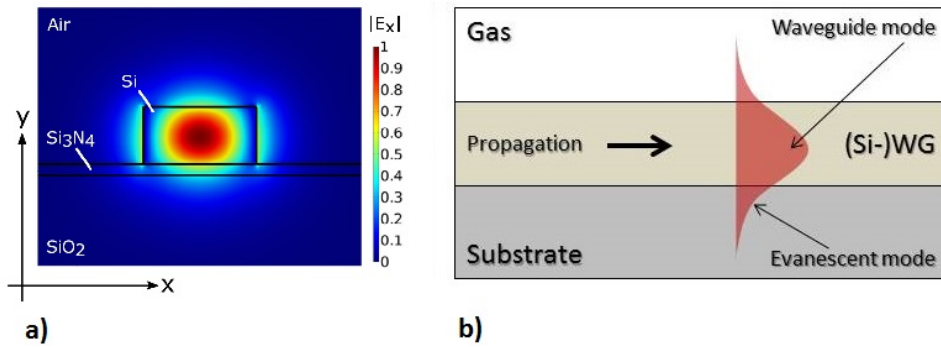 Air
|Eₓ|
Si
Si₃N₄
SiO₂
y
x
1
0.9
0.8
0.7
0.6
0.5
0.4
0.3
0.2
0.1
0
a)
Gas
Waveguide mode
Propagation
(Si-)WG
Substrate
Evanescent mode
b)